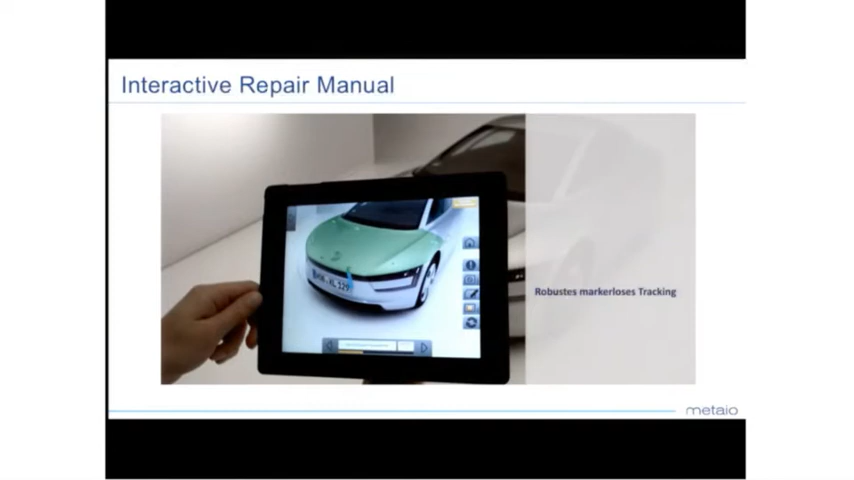 Interactive Repair Manual
Robustes markerloses Tracking
metaio